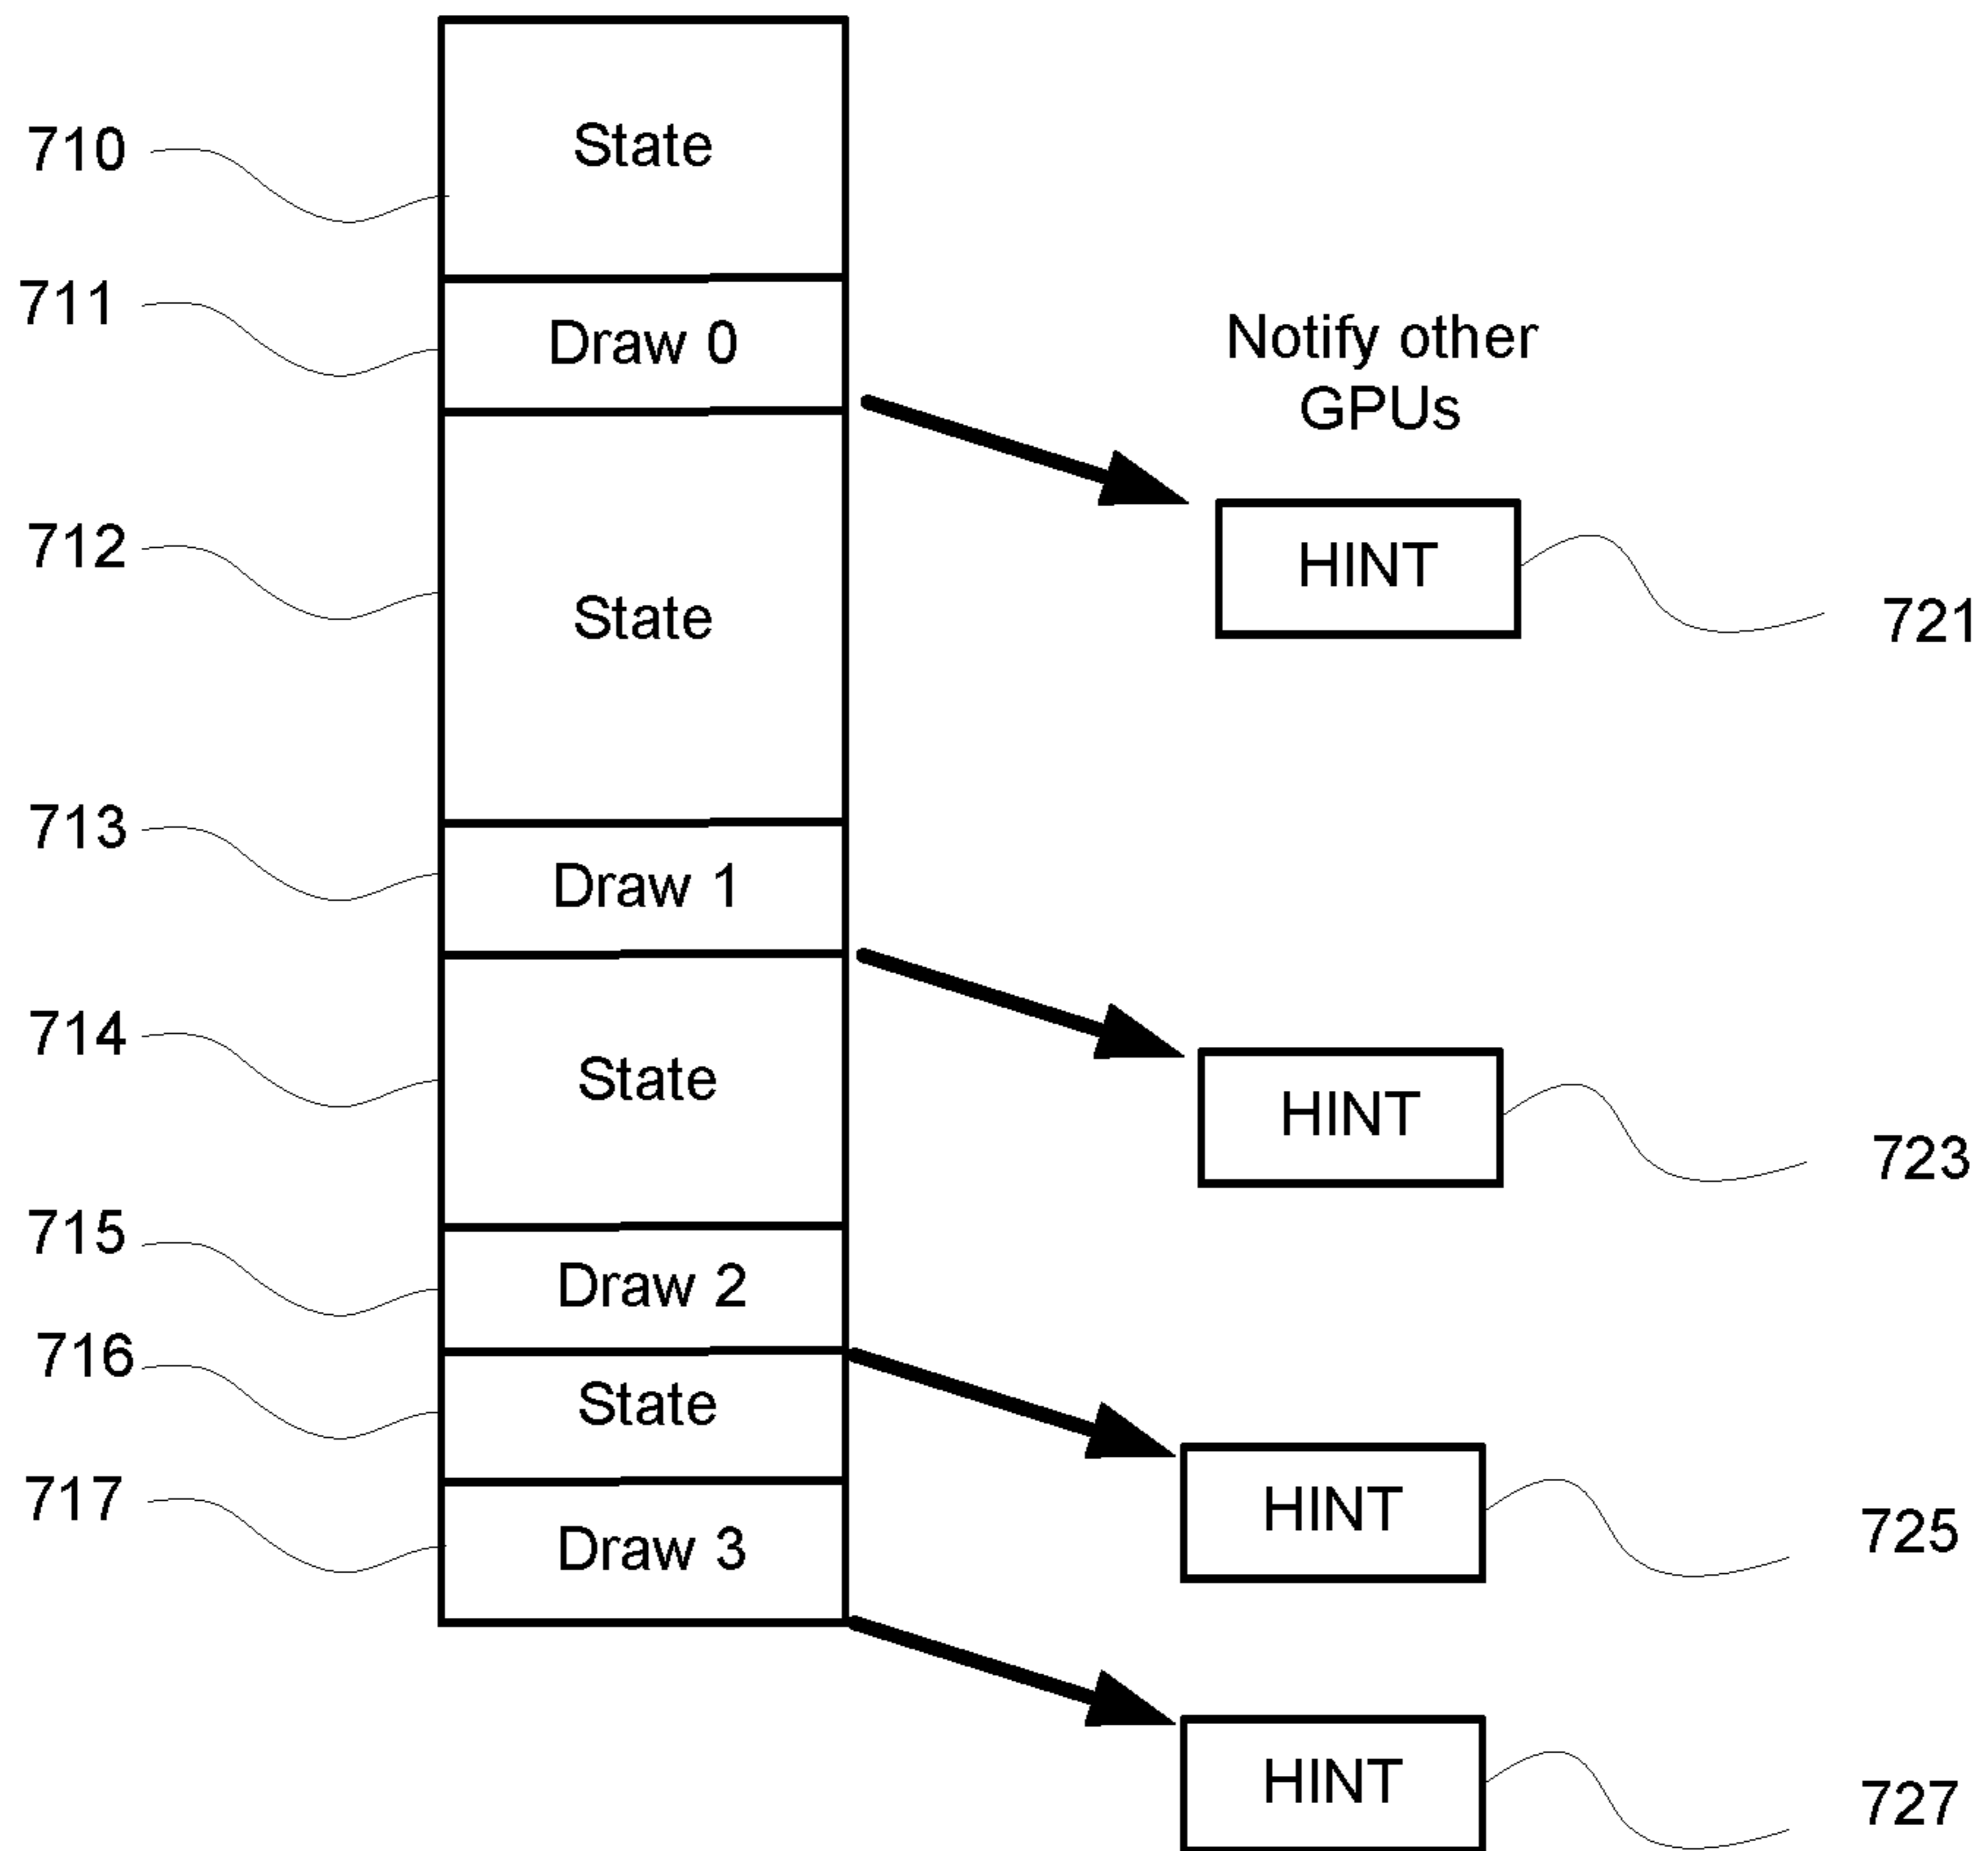 710
State
711
Draw 0
Notify other
GPUs
712
State
HINT
721
713
Draw 1
714
State
HINT
723
715
Draw 2
716
State
HINT
725
717
Draw 3
HINT
727